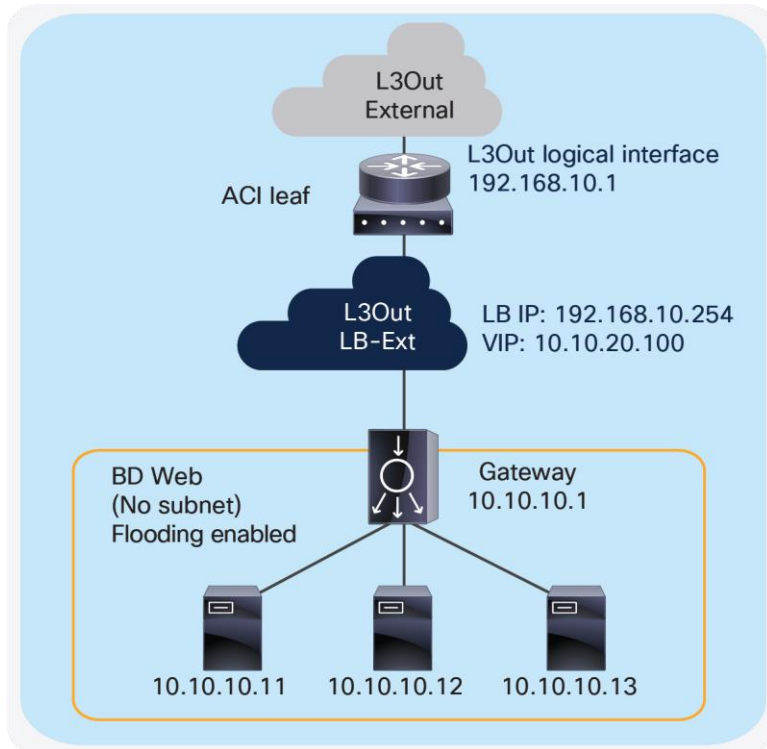 L3Out
External
L3Out logical interface
192.168.10.1
ACI leaf
L3Out
LB-Ext
LB IP: 192.168.10.254
VIP: 10.10.20.100
BD Web
(No subnet)
Flooding enabled
Gateway
10.10.10.1
10.10.10.11
10.10.10.12
10.10.10.13